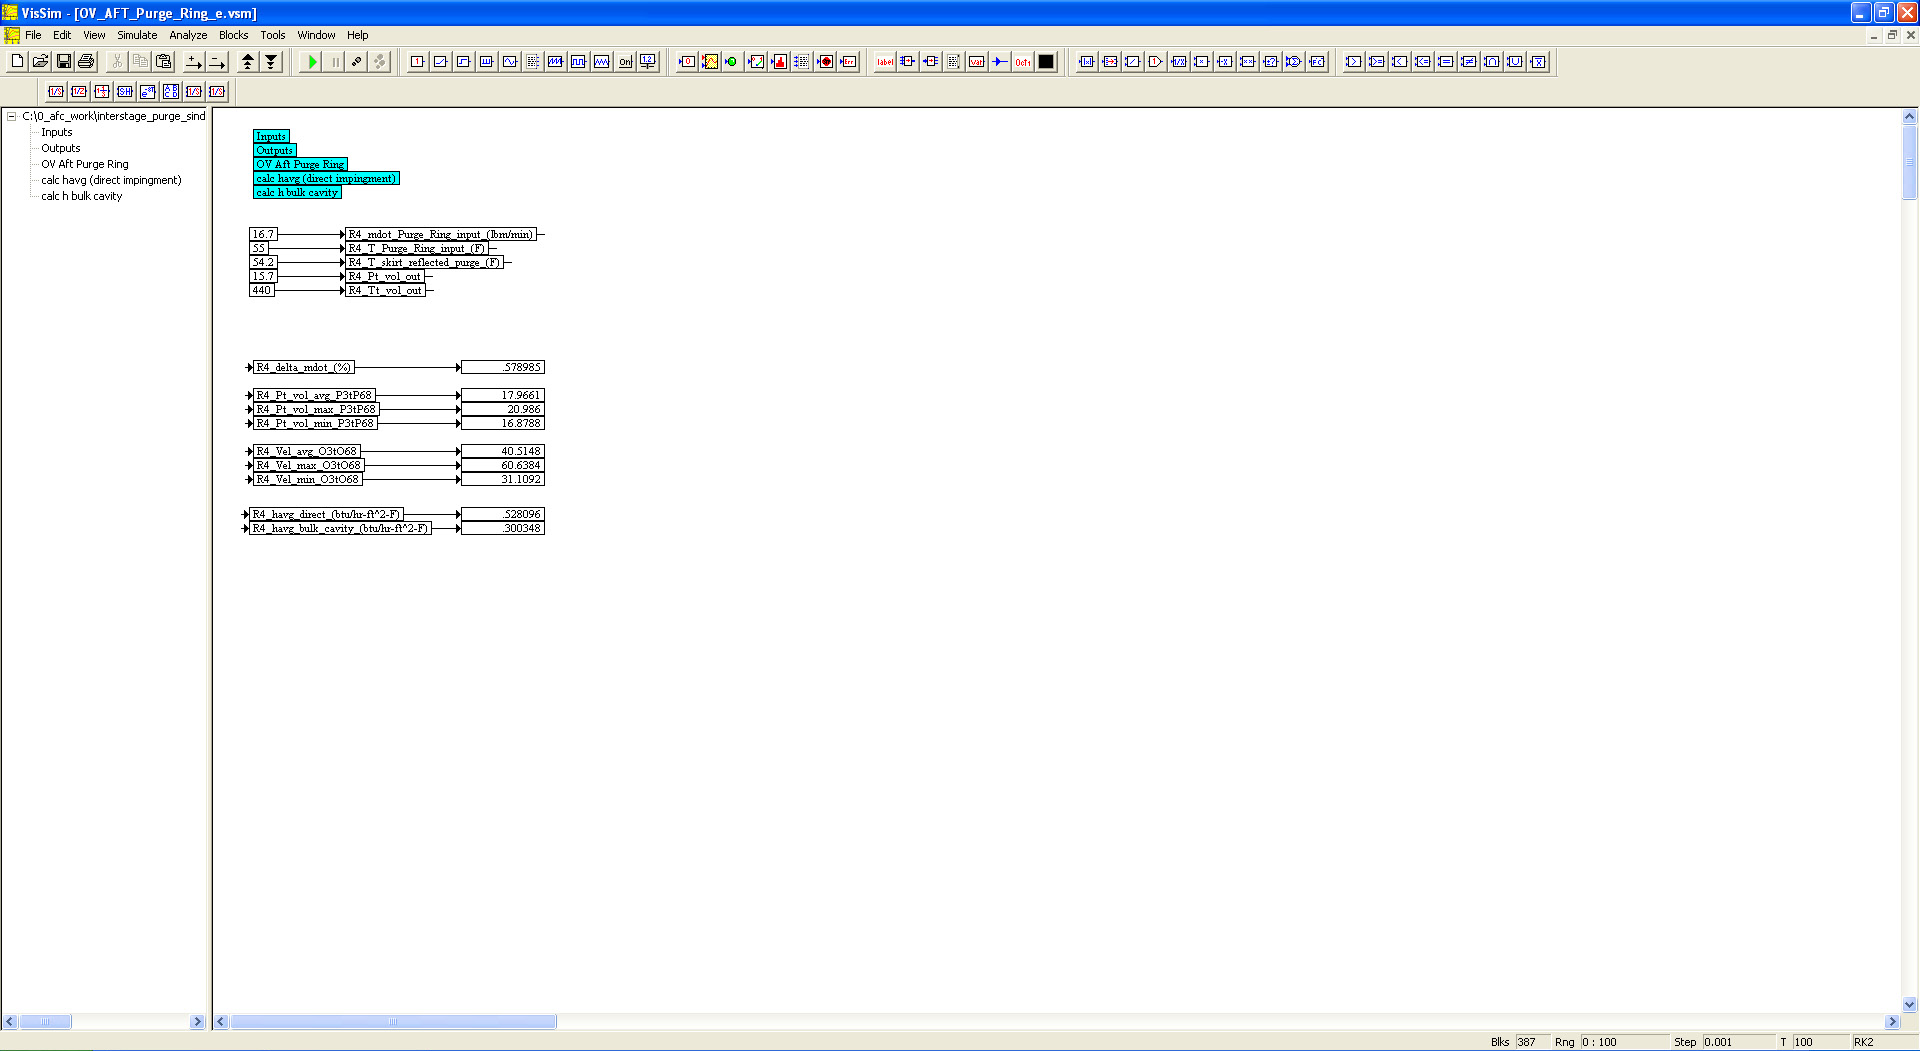 VisSim - [OV_AFT_Purge_Ring_e.vsm]
File Edit View Simulate Analyze Blocks Tools Window Help
C:\0_afc_work\interstage_purge_sind
Inputs
Outputs
OV Aft Purge Ring
calc havg (direct impingment)
calc h bulk cavity
Inputs
Outputs
OV Aft Purge Ring
calc havg (direct impingment)
calc h bulk cavity
16.7 R4_mdot_Purge_Ring_input_(lbm/min)
55 R4_T_Purge_Ring_input_(F)
54.2 R4_T_skirt_reflected_purge_(F)
15.7 R4_Pt_vol_out
440 R4_Tt_vol_out
R4_delta_mdot_(%) .578985
R4_Pt_vol_avg_P3tP68 17.9661
R4_Pt_vol_max_P3tP68 20.986
R4_Pt_vol_min_P3tP68 16.8788
R4_Vel_avg_O3tO68 40.5148
R4_Vel_max_O3tO68 60.6384
R4_Vel_min_O3tO68 31.1092
R4_havg_direct_(btu/hr-ft^2-F) .528096
R4_havg_bulk_cavity_(btu/hr-ft^2-F) .300348
Blks 387 Rng 0 : 100 Step 0.001 T 100 RK2